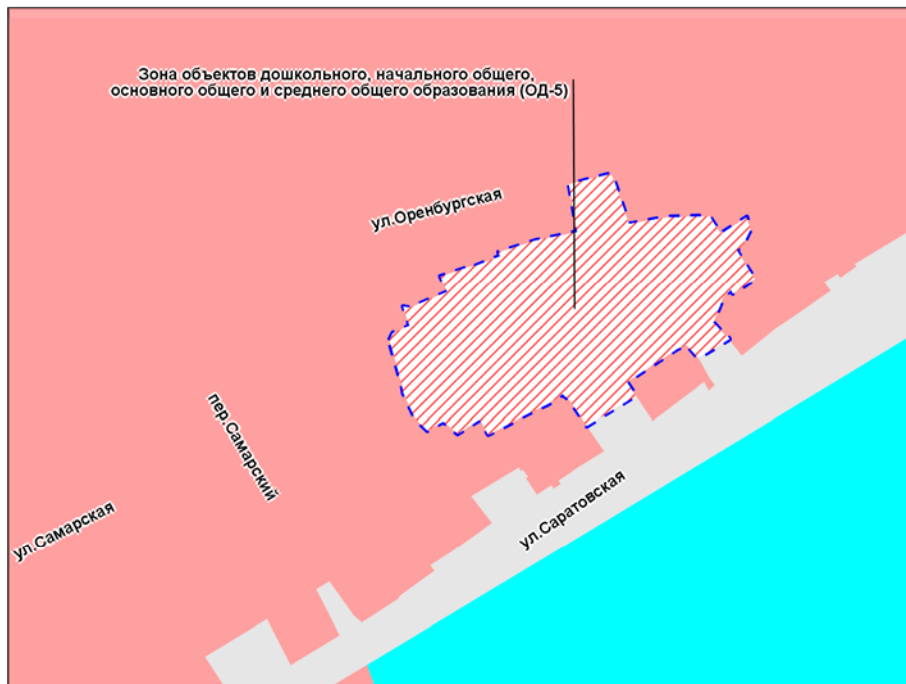 Зона объектов дошкольного, начального общего,
основного общего и среднего общего образования (ОД-5)
ул.Оренбургская
пер.Самарский
ул.Самарская
ул.Саратовская